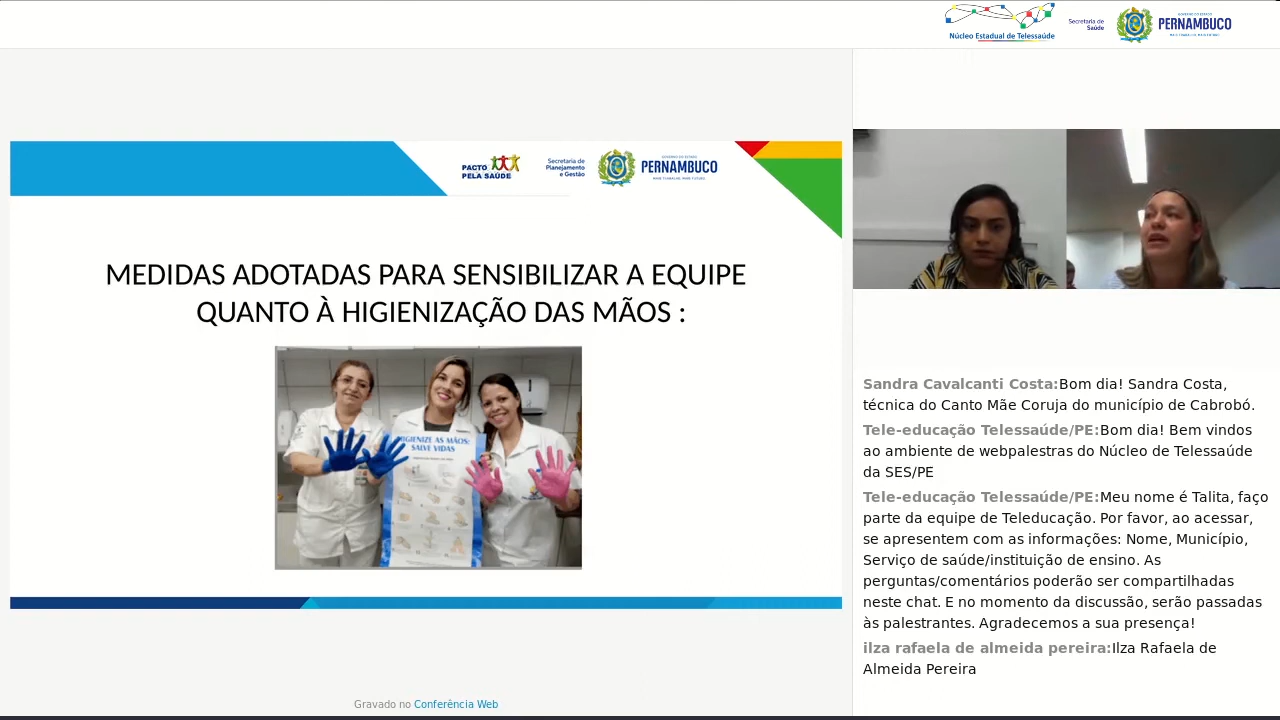 Núcleo Estadual de Telessaúde
Secretaria de
Saúde
PERNAMBUCO
PACTO
PELA SAÚDE
Secretaria de
Planejamento
e Gestão
GOVERNO DO ESTADO
PERNAMBUCO
MEDIDAS ADOTADAS PARA SENSIBILIZAR A EQUIPE
QUANTO À HIGIENIZAÇÃO DAS MÃOS :
HIGIENIZE AS MÃOS:
SALVE VIDAS
Sandra Cavalcanti Costa:Bom dia! Sandra Costa,
técnica do Canto Mãe Coruja do município de Cabrobó.
Tele-educação Telessaúde/PE:Bom dia! Bem vindos
ao ambiente de webpalestras do Núcleo de Telessaúde
da SES/PE
Tele-educação Telessaúde/PE:Meu nome é Talita, faço
parte da equipe de Teleducação. Por favor, ao acessar,
se apresentem com as informações: Nome, Município,
Serviço de saúde/instituição de ensino. As
perguntas/comentários poderão ser compartilhadas
neste chat. E no momento da discussão, serão passadas
às palestrantes. Agradecemos a sua presença!
ilza rafaela de almeida pereira:Ilza Rafaela de
Almeida Pereira
Gravado no Conferência Web